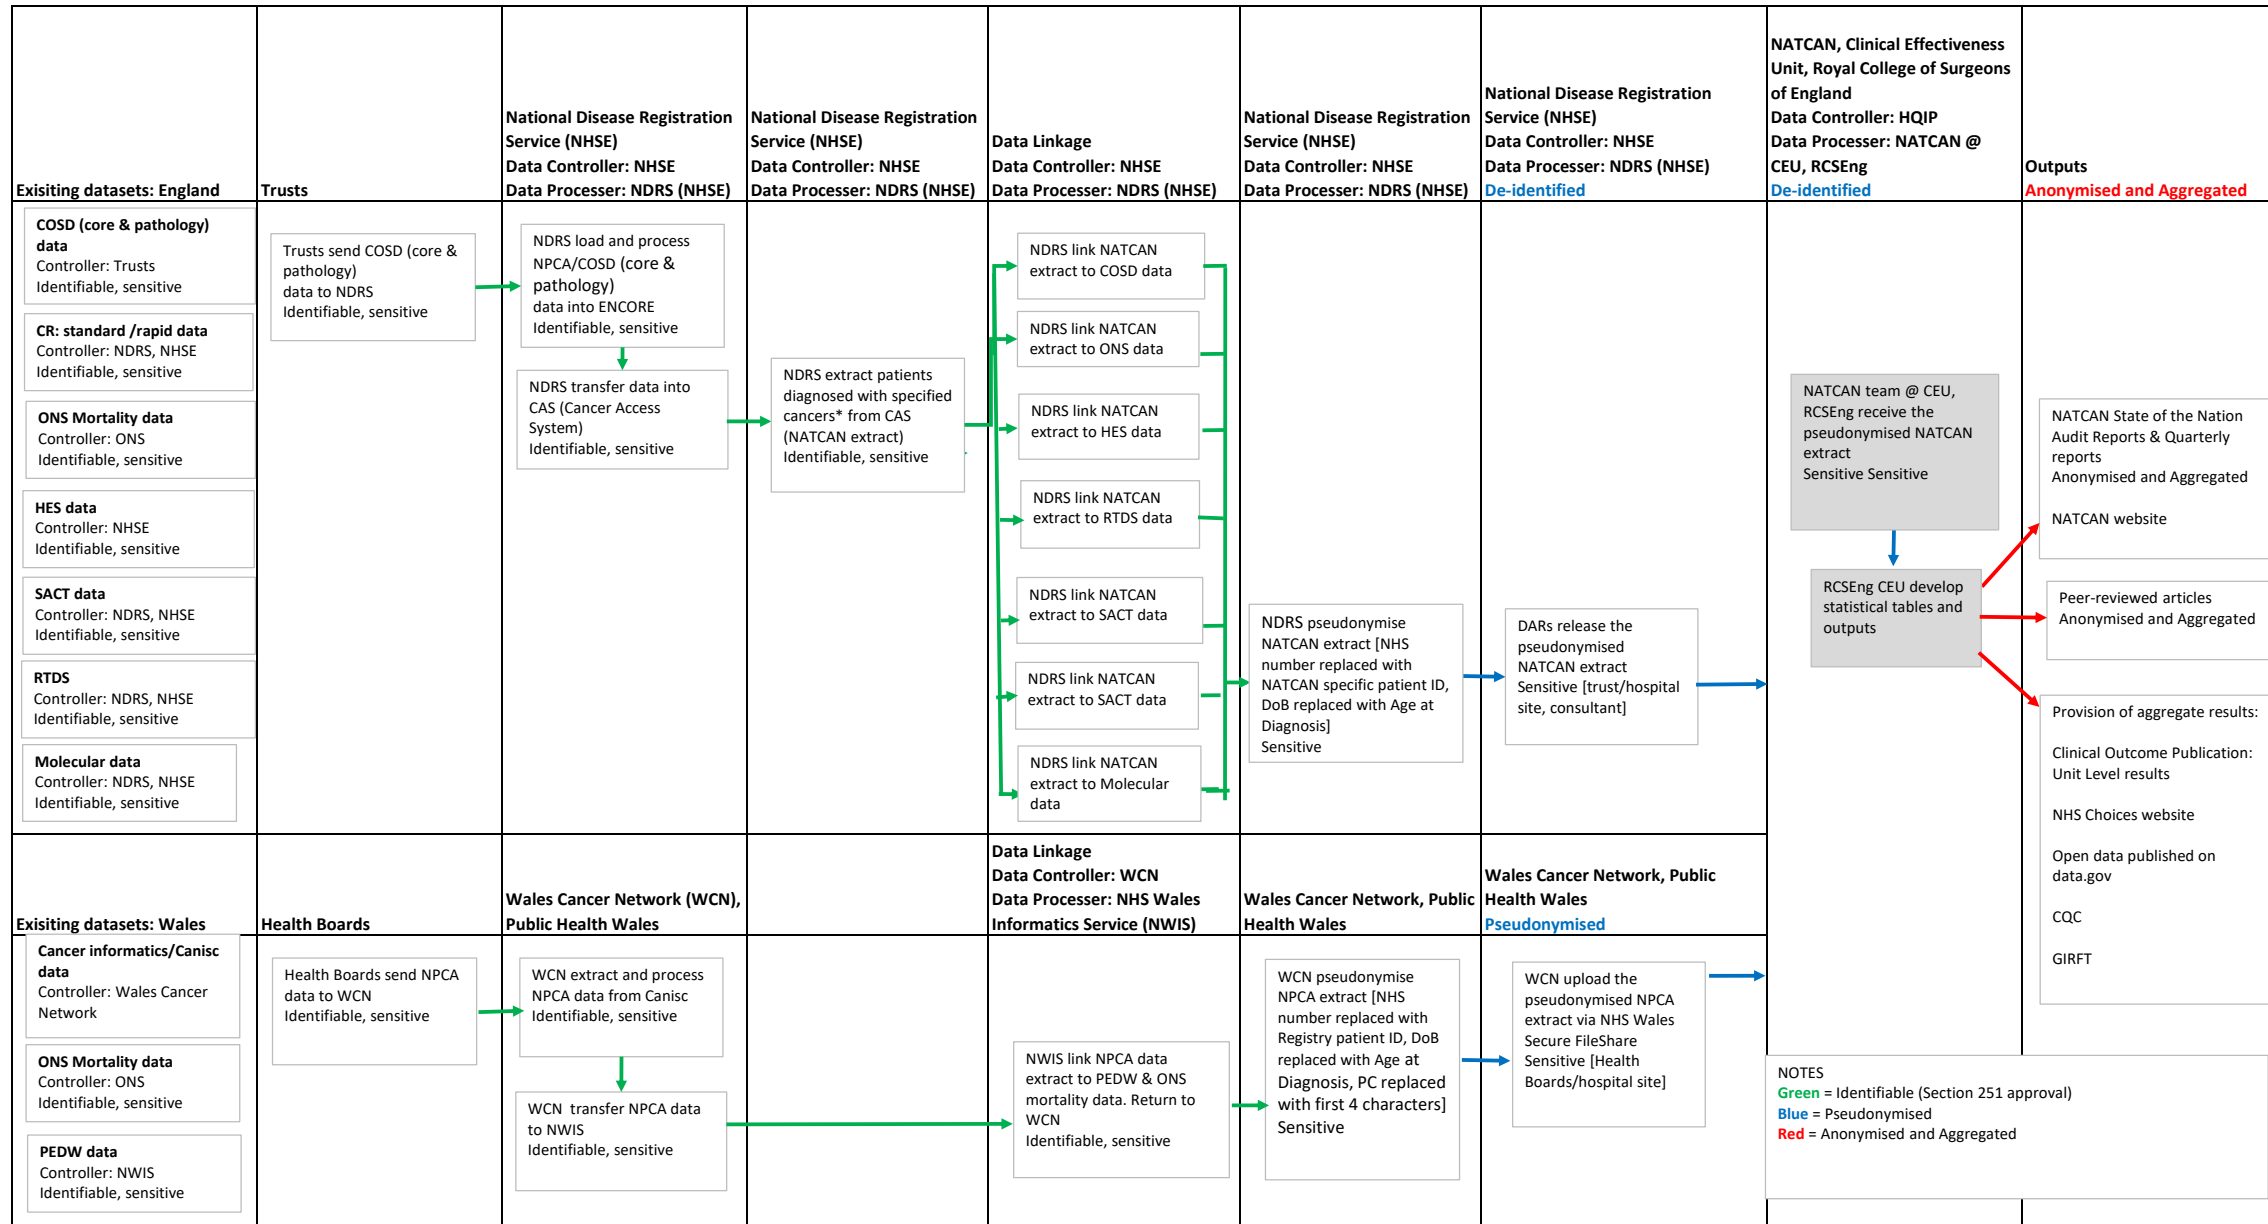 Exisiting datasets: England
Trusts
National Disease Registration
Service (NHSE)
Data Controller: NHSE
Data Processer: NDRS (NHSE)
National Disease Registration
Service (NHSE)
Data Controller: NHSE
Data Processer: NDRS (NHSE)
Data Linkage
Data Controller: NHSE
Data Processer: NDRS (NHSE)
National Disease Registration
Service (NHSE)
Data Controller: NHSE
Data Processer: NDRS (NHSE)
National Disease Registration
Service (NHSE)
Data Controller: NHSE
Data Processer: NDRS (NHSE)
De-identified
NATCAN, Clinical Effectiveness
Unit, Royal College of Surgeons
of England
Data Controller: HQIP
Data Processer: NATCAN @
CEU, RCSEng
De-identified
Outputs
Anonymised and Aggregated
COSD (core & pathology)
data
Controller: Trusts
Identifiable, sensitive
CR: standard /rapid data
Controller: NDRS, NHSE
Identifiable, sensitive
ONS Mortality data
Controller: ONS
Identifiable, sensitive
HES data
Controller: NHSE
Identifiable, sensitive
SACT data
Controller: NDRS, NHSE
Identifiable, sensitive
RTDS
Controller: NDRS, NHSE
Identifiable, sensitive
Molecular data
Controller: NDRS, NHSE
Identifiable, sensitive
Trusts send COSD (core &
pathology)
data to NDRS
Identifiable, sensitive
NDRS load and process
NPCA/COSD (core &
pathology)
data into ENCORE
Identifiable, sensitive
NDRS transfer data into
CAS (Cancer Access
System)
Identifiable, sensitive
NDRS extract patients
diagnosed with specified
cancers* from CAS
(NATCAN extract)
Identifiable, sensitive
NDRS link NATCAN
extract to COSD data
NDRS link NATCAN
extract to ONS data
NDRS link NATCAN
extract to HES data
NDRS link NATCAN
extract to RTDS data
NDRS link NATCAN
extract to SACT data
NDRS link NATCAN
extract to SACT data
NDRS link NATCAN
extract to Molecular
data
NDRS pseudonymise
NATCAN extract [NHS
number replaced with
NATCAN specific patient ID,
DoB replaced with Age at
Diagnosis]
Sensitive
DARs release the
pseudonymised
NATCAN extract
Sensitive [trust/hospital
site, consultant]
NATCAN team @ CEU,
RCSEng receive the
pseudonymised NATCAN
extract
Sensitive Sensitive
RCSEng CEU develop
statistical tables and
outputs
NATCAN State of the Nation
Audit Reports & Quarterly
reports
Anonymised and Aggregated
NATCAN website
Peer-reviewed articles
Anonymised and Aggregated
Provision of aggregate results:
Clinical Outcome Publication:
Unit Level results
NHS Choices website
Open data published on
data.gov
CQC
GIRFT
Exisiting datasets: Wales
Health Boards
Wales Cancer Network (WCN),
Public Health Wales
Data Linkage
Data Controller: WCN
Data Processer: NHS Wales
Informatics Service (NWIS)
Wales Cancer Network, Public
Health Wales
Wales Cancer Network, Public
Health Wales
Pseudonymised
Cancer informatics/Canisc
data
Controller: Wales Cancer
Network
ONS Mortality data
Controller: ONS
Identifiable, sensitive
PEDW data
Controller: NWIS
Identifiable, sensitive
Health Boards send NPCA
data to WCN
Identifiable, sensitive
WCN extract and process
NPCA data from Canisc
Identifiable, sensitive
WCN transfer NPCA data
to NWIS
Identifiable, sensitive
NWIS link NPCA data
extract to PEDW & ONS
mortality data. Return to
WCN
Identifiable, sensitive
WCN pseudonymise
NPCA extract [NHS
number replaced with
Registry patient ID, DoB
replaced with Age at
Diagnosis, PC replaced
with first 4 characters]
Sensitive
WCN upload the
pseudonymised NPCA
extract via NHS Wales
Secure FileShare
Sensitive [Health
Boards/hospital site]
NOTES
Green = Identifiable (Section 251 approval)
Blue = Pseudonymised
Red = Anonymised and Aggregated